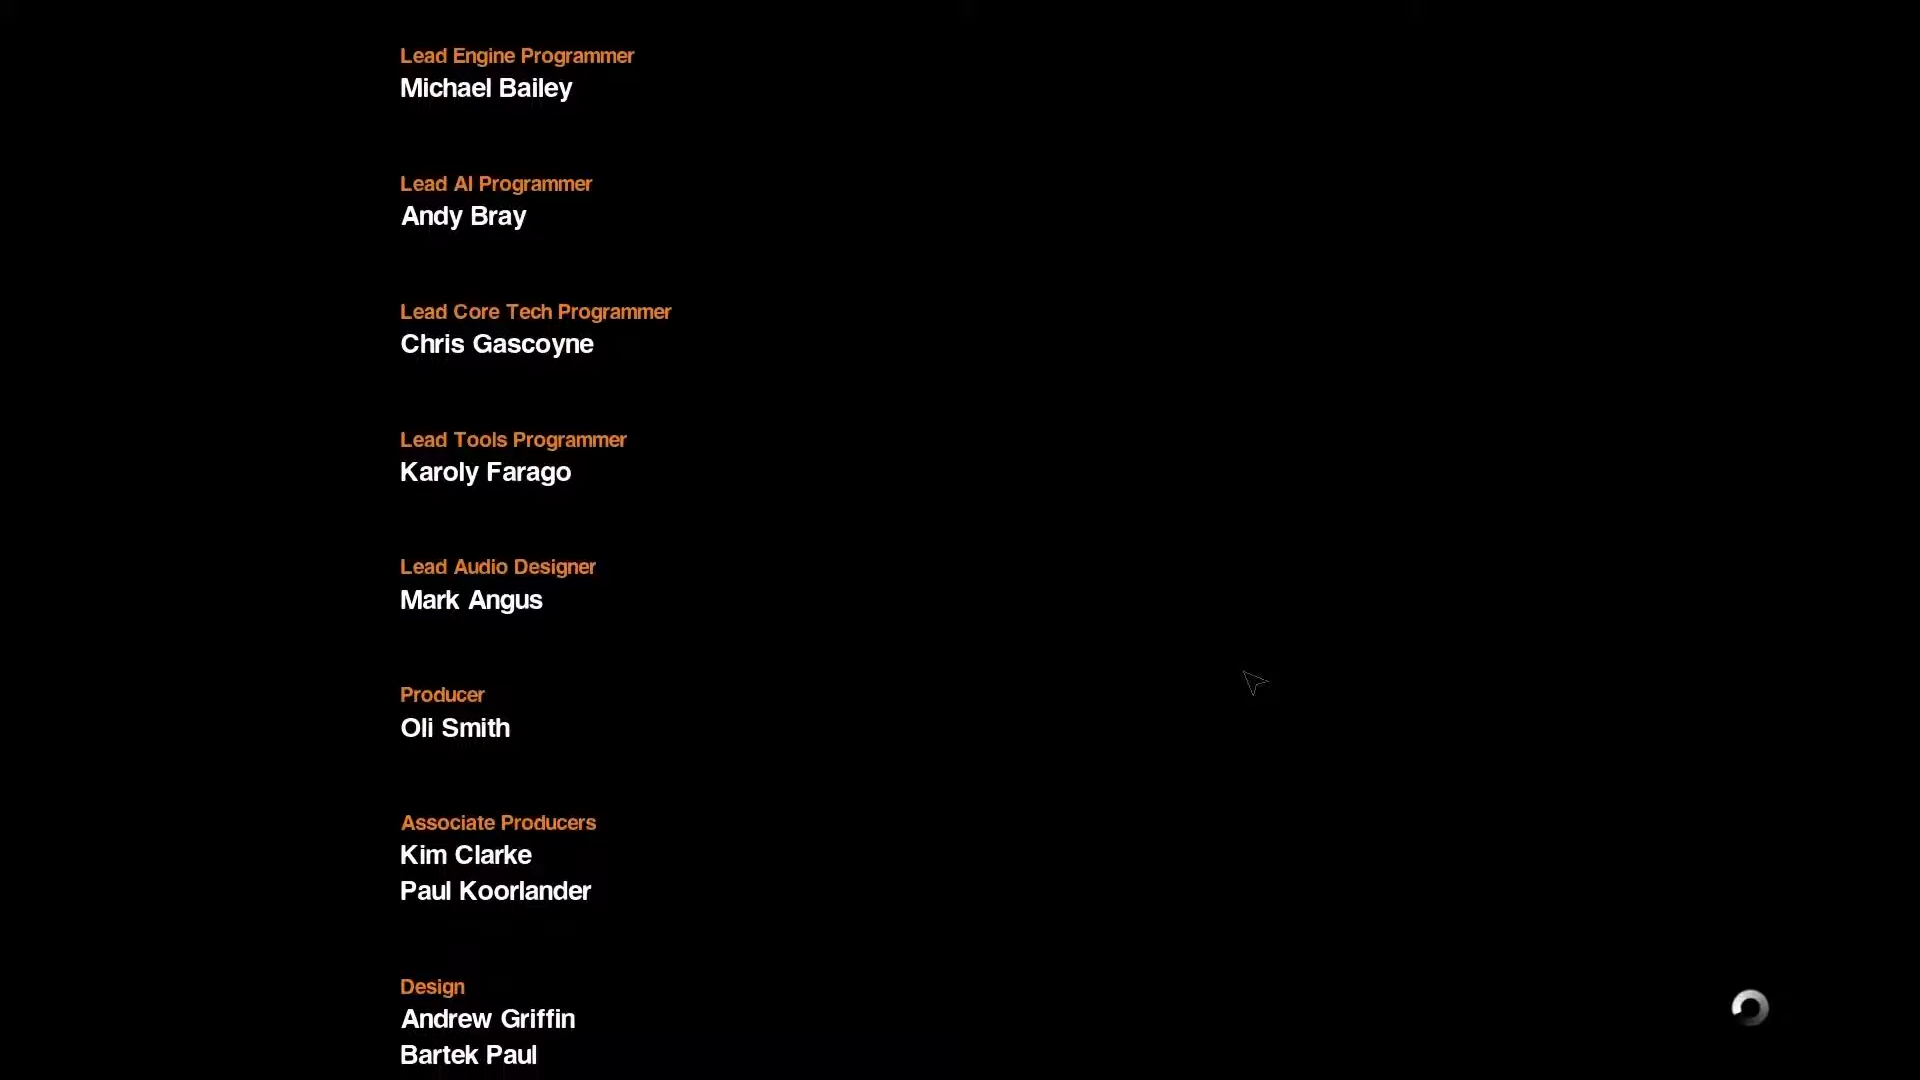 Lead Engine Programmer
Michael Bailey
Lead AI Programmer
Andy Bray
Lead Core Tech Programmer
Chris Gascoyne
Lead Tools Programmer
Karoly Farago
Lead Audio Designer
Mark Angus
Producer
Oli Smith
Associate Producers
Kim Clarke
Paul Koorlander
Design
Andrew Griffin
Bartek Paul